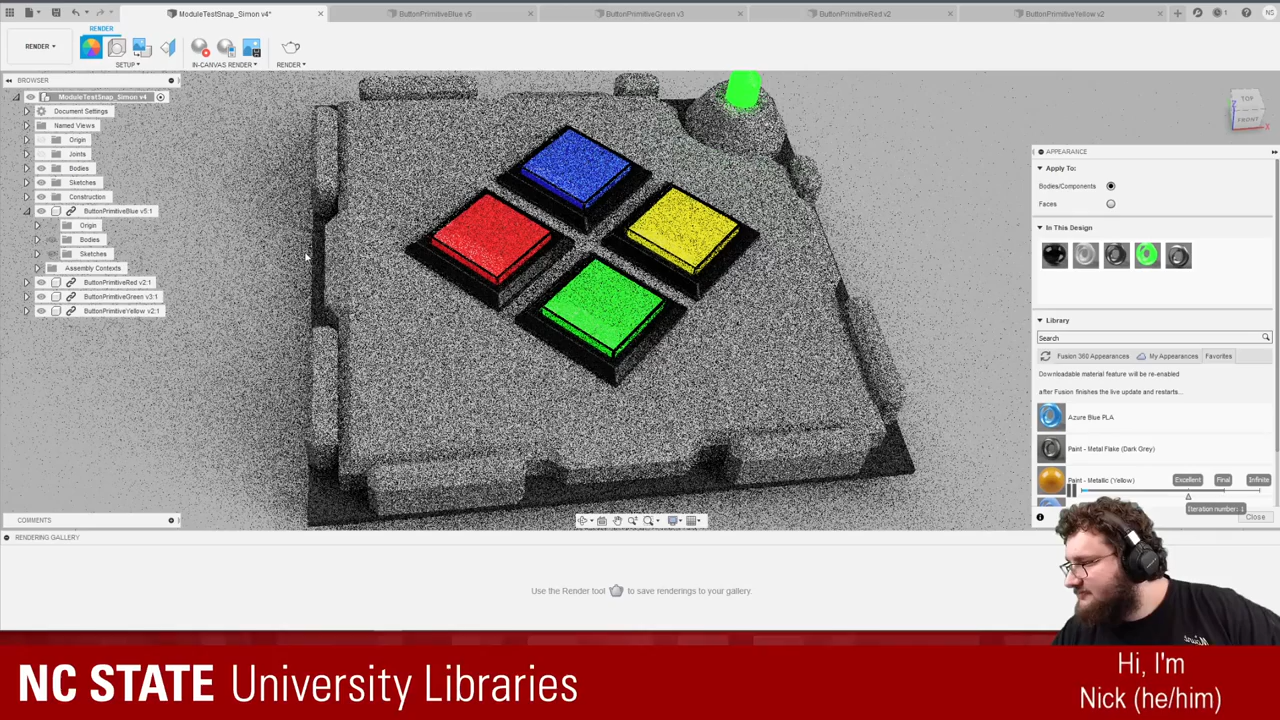 ModuleTestSnap_Simon v4*
ButtonPrimitiveBlue v5
ButtonPrimitiveGreen v3
ButtonPrimitiveRed v2
ButtonPrimitiveYellow v2
1
NS
RENDER
RENDER
SETUP
IN-CANVAS RENDER
RENDER
BROWSER
ModuleTestSnap_Simon v4
Document Settings
Named Views
Origin
Joints
Bodies
Sketches
Construction
ButtonPrimitiveBlue v5:1
Origin
Bodies
Sketches
Assembly Contexts
ButtonPrimitiveRed v2:1
ButtonPrimitiveGreen v3:1
ButtonPrimitiveYellow v2:1
TOP
FRONT
Z
X
APPEARANCE
Apply To:
Bodies/Components
Faces
In This Design
Library
Search
Fusion 360 Appearances
My Appearances
Favorites
Downloadable material feature will be re-enabled
after Fusion finishes the live update and restarts...
Azure Blue PLA
Paint - Metal Flake (Dark Grey)
Paint - Metallic (Yellow)
Excellent
Final
Infinite
Iteration number:
Close
COMMENTS
RENDERING GALLERY
Use the Render tool to save renderings to your gallery.
NC STATE University Libraries
Hi, I'm
Nick (he/him)